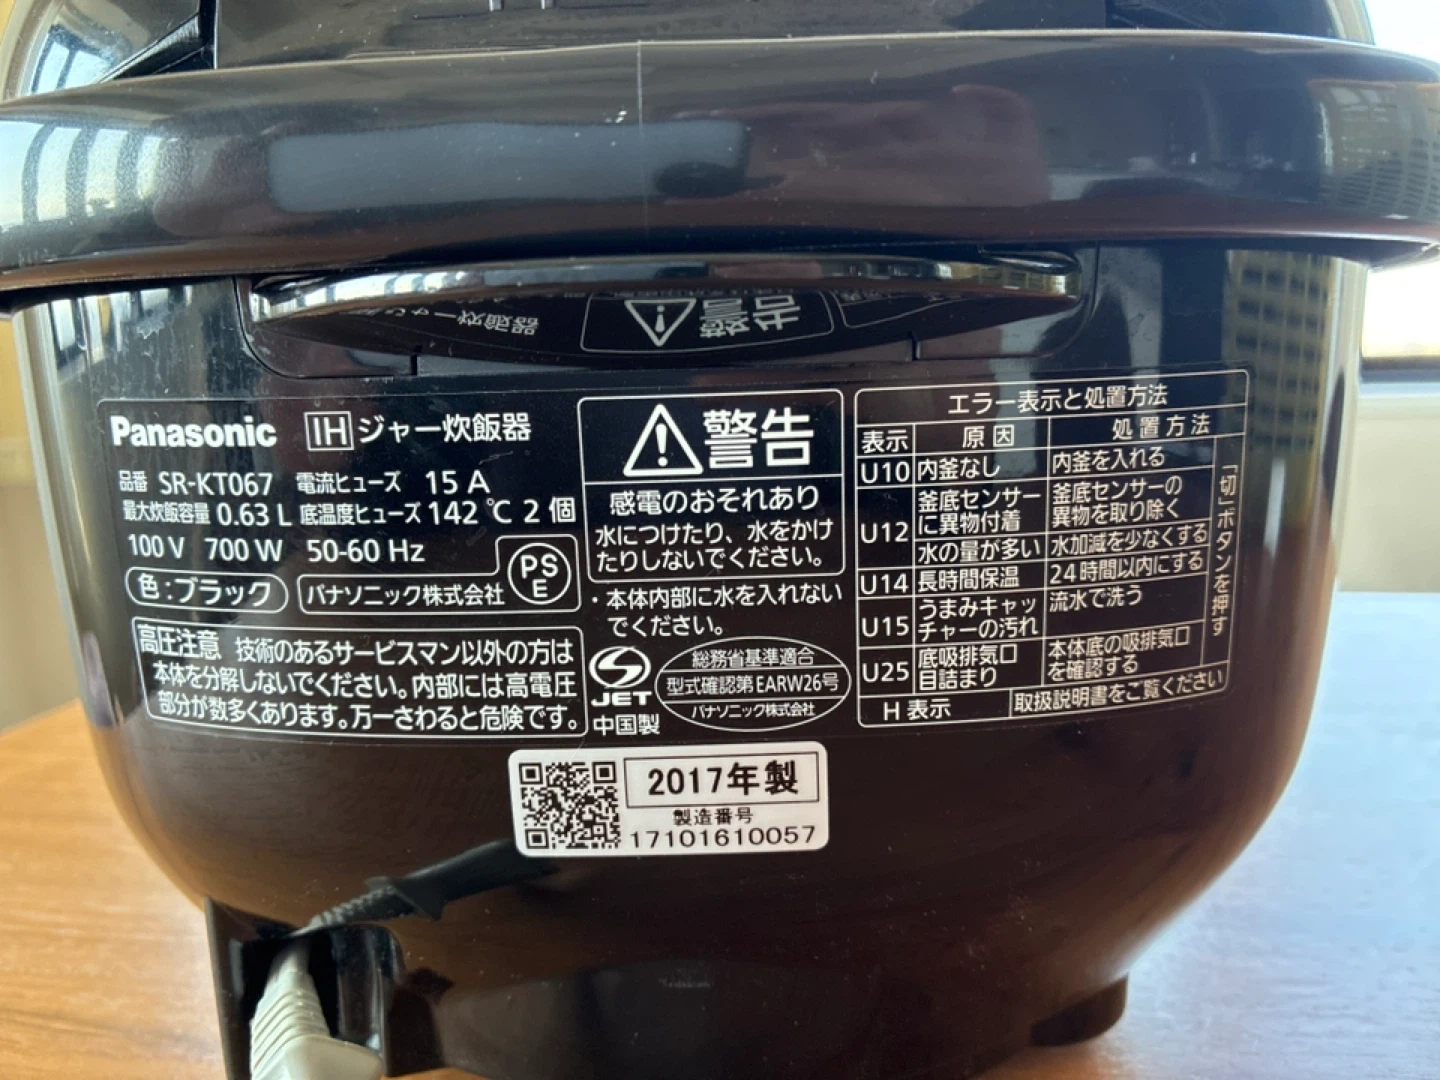 Panasonic IHジャー炊飯器
品番 SR-KT067 電流ヒューズ 15 A
最大炊飯容量 0.63 L 底温度ヒューズ 142 ℃ 2 個
100 V 700 W 50-60 Hz
色：ブラック
パナソニック株式会社
PS
E
高圧注意 技術のあるサービスマン以外の方は
本体を分解しないでください。内部には高電圧
部分が数多くあります。万一さわると危険です。
警告
感電のおそれあり
水につけたり、水をかけ
たりしないでください。
・本体内部に水を入れない
でください。
S
JET
中国製
総務省基準適合
型式確認第EARW26号
パナソニック株式会社
エラー表示と処置方法
表示 原因 処置方法
U10 内釜なし 内釜を入れる
U12 釜底センサー
に異物付着 釜底センサーの
異物を取り除く
水の量が多い 水加減を少なくする
U14 長時間保温 24時間以内にする
U15 うまみキャッ
チャーの汚れ 流水で洗う
U25 底吸排気口
目詰まり 本体底の吸排気口
を確認する
「切」ボタンを押す
H 表示 取扱説明書をご覧ください
2017年製
製造番号
17101610057